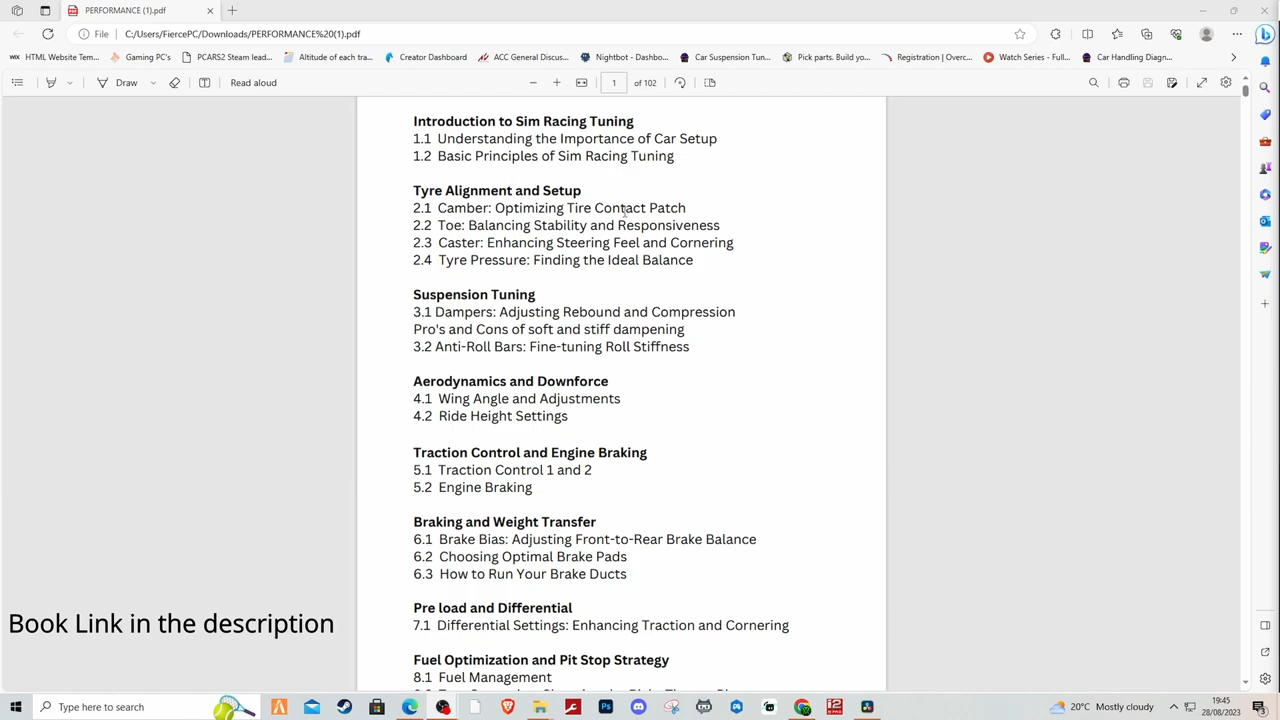 PERFORMANCE (1).pdf
File
C:/Users/FiercePC/Downloads/PERFORMANCE%20(1).pdf
HTML Website Tem...
Gaming PC's
PCARS2 Steam lead...
Altitude of each tra...
Creator Dashboard
ACC General Discus...
Nightbot - Dashbo...
Car Suspension Tun...
Pick parts. Build yo...
Registration | Overc...
Watch Series - Full...
Car Handling Diagn...
Draw
Read aloud
1
of 102
Introduction to Sim Racing Tuning
1.1 Understanding the Importance of Car Setup
1.2 Basic Principles of Sim Racing Tuning
Tyre Alignment and Setup
2.1 Camber: Optimizing Tire Contact Patch
2.2 Toe: Balancing Stability and Responsiveness
2.3 Caster: Enhancing Steering Feel and Cornering
2.4 Tyre Pressure: Finding the Ideal Balance
Suspension Tuning
3.1 Dampers: Adjusting Rebound and Compression
Pro's and Cons of soft and stiff dampening
3.2 Anti-Roll Bars: Fine-tuning Roll Stiffness
Aerodynamics and Downforce
4.1 Wing Angle and Adjustments
4.2 Ride Height Settings
Traction Control and Engine Braking
5.1 Traction Control 1 and 2
5.2 Engine Braking
Braking and Weight Transfer
6.1 Brake Bias: Adjusting Front-to-Rear Brake Balance
6.2 Choosing Optimal Brake Pads
6.3 How to Run Your Brake Ducts
Pre load and Differential
7.1 Differential Settings: Enhancing Traction and Cornering
Fuel Optimization and Pit Stop Strategy
8.1 Fuel Management
Book Link in the description
Type here to search
20°C Mostly cloudy
19:45
28/08/2023